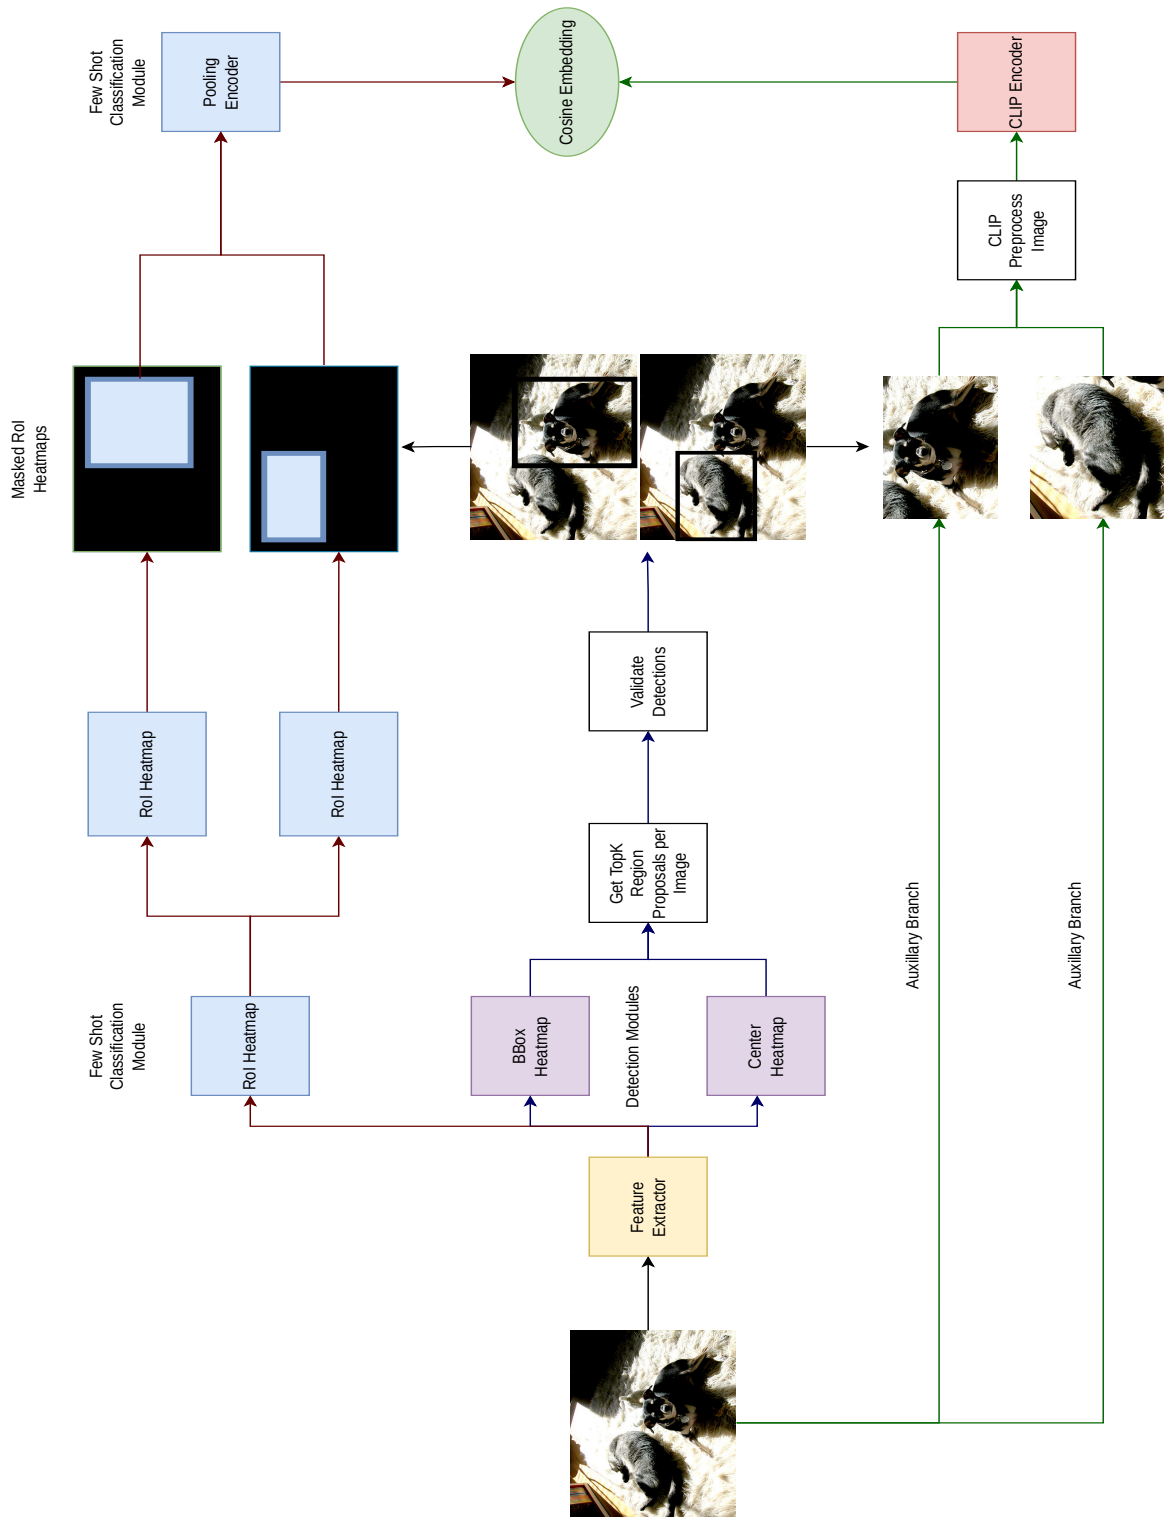 Few Shot
Classification
Module
RoI Heatmap
RoI Heatmap
RoI Heatmap
Masked RoI
Heatmaps
Few Shot
Classification
Module
Pooling
Encoder
Feature
Extractor
BBox
Heatmap
Detection Modules
Center
Heatmap
Get TopK
Region
Proposals per
Image
Validate
Detections
Cosine Embedding
Auxillary Branch
Auxillary Branch
CLIP
Preprocess
Image
CLIP Encoder